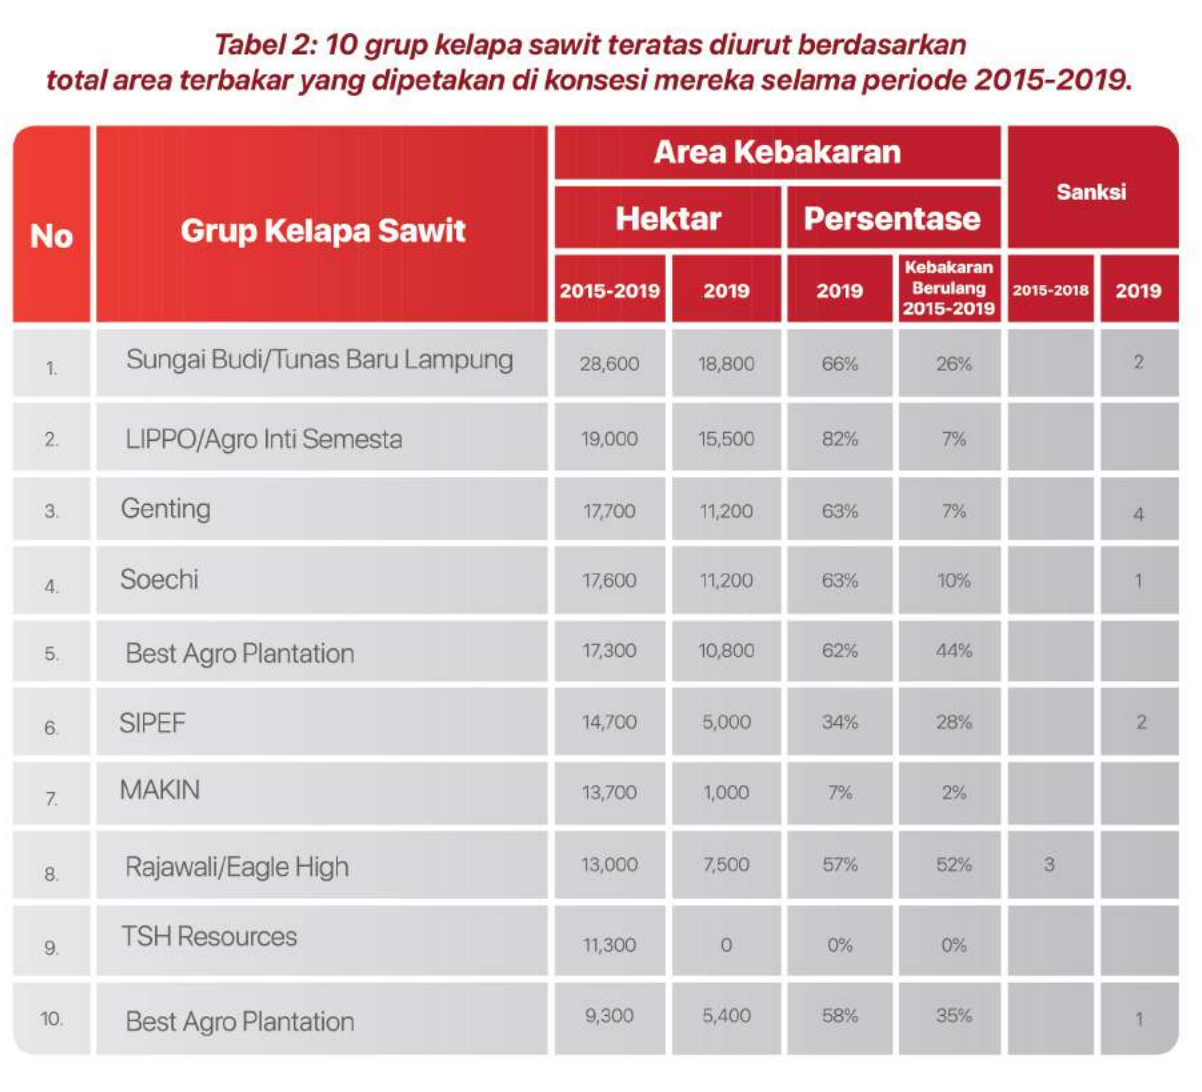 Tabel 2: 10 grup kelapa sawit teratas diurut berdasarkan
total area terbakar yang dipetakan di konsesi mereka selama periode 2015-2019.
No
Grup Kelapa Sawit
Area Kebakaran
Sanksi
Hektar
Persentase
2015-2019
2019
2019
Kebakaran
Berulang
2015-2019
2015-2018
2019
1. Sungai Budi/Tunas Baru Lampung 28,600 18,800 66% 26% 2
2. LIPPO/Agro Inti Semesta 19,000 15,500 82% 7%
3. Genting 17,700 11,200 63% 7% 4
4. Soechi 17,600 11,200 63% 10% 1
5. Best Agro Plantation 17,300 10,800 62% 44%
6. SIPEF 14,700 5,000 34% 28% 2
7. MAKIN 13,700 1,000 7% 2%
8. Rajawali/Eagle High 13,000 7,500 57% 52% 3
9. TSH Resources 11,300 0 0% 0%
10. Best Agro Plantation 9,300 5,400 58% 35% 1